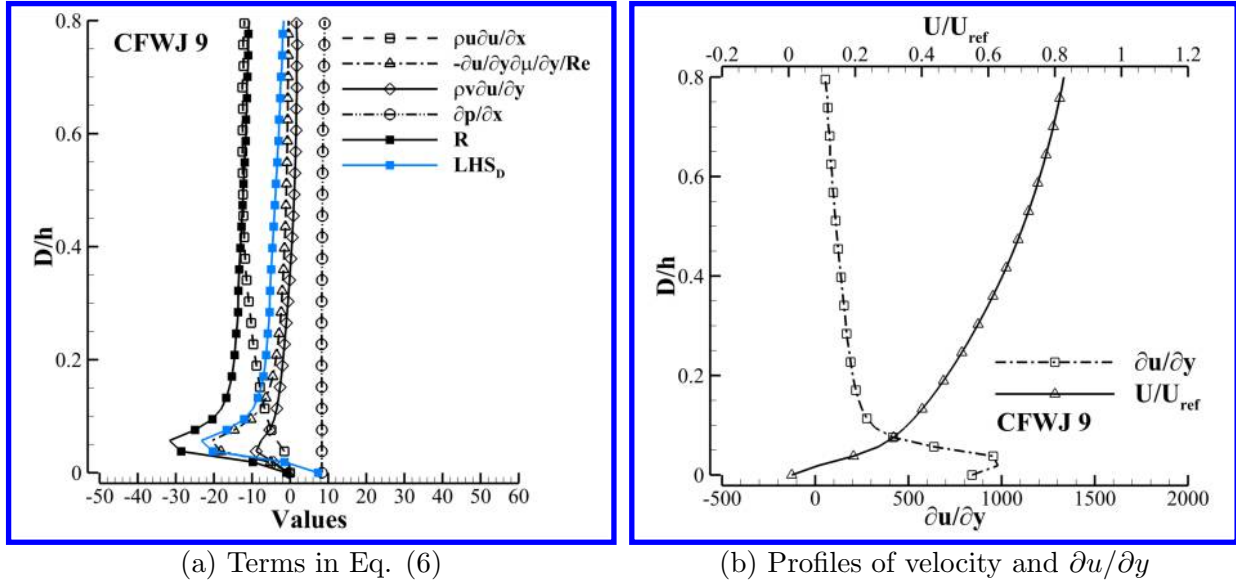 CFWJ 9
ρu∂u/∂x
-∂u/∂y∂μ/∂y/Re
ρv∂u/∂y
∂p/∂x
R
LHS_D
D/h
0.8
0.6
0.4
0.2
0
-50 -40 -30 -20 -10 0 10 20 30 40 50 60
Values
(a) Terms in Eq. (6)
U/U_ref
-0.2 0 0.2 0.4 0.6 0.8 1 1.2
D/h
0.8
0.6
0.4
0.2
0
∂u/∂y
U/U_ref
CFWJ 9
-500 0 500 1000 1500 2000
∂u/∂y
(b) Profiles of velocity and ∂u/∂y